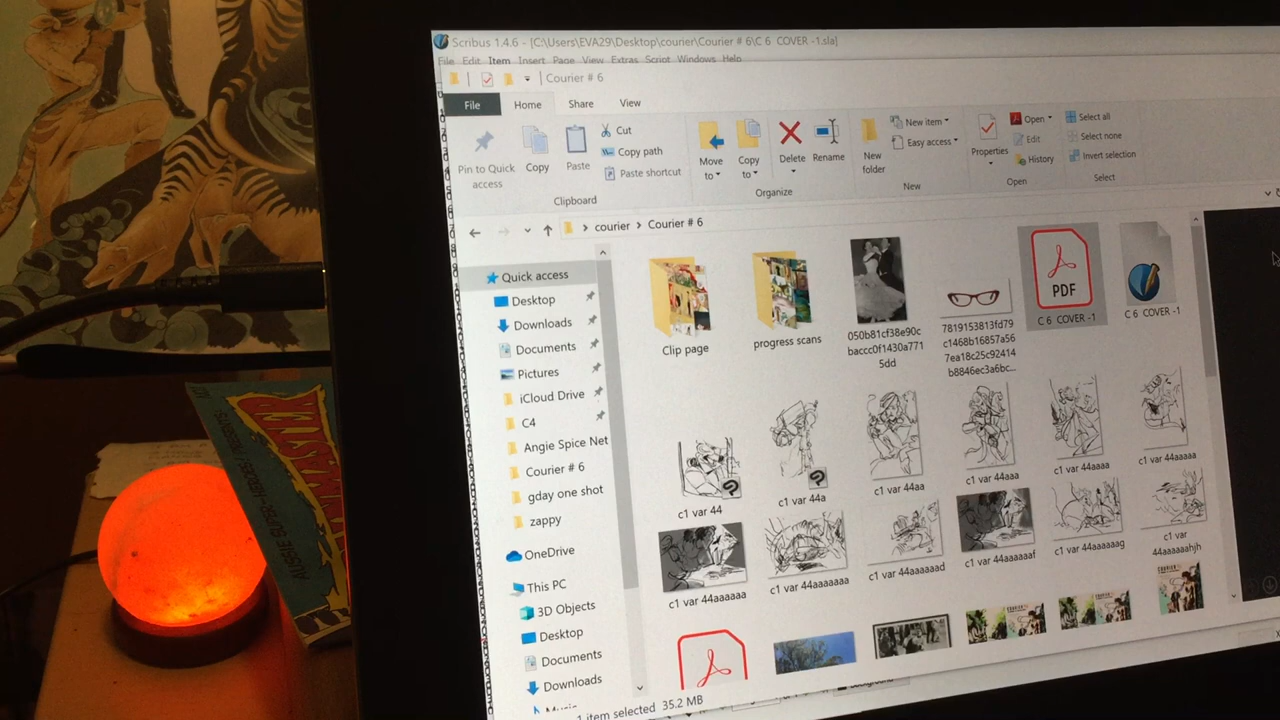 Scribus 1.4.6 - [C:\Users\EVA29\Desktop\courier\Courier # 6\C 6 COVER -1.sla]
File Edit Item Insert Page View Extras Script Windows Help
Courier # 6
File Home Share View
Pin to Quick access
Copy
Paste
Cut
Copy path
Paste shortcut
Clipboard
Move to
Copy to
Delete
Rename
Organize
New folder
New item
Easy access
New
Properties
Open
Edit
History
Open
Select all
Select none
Invert selection
Select
courier > Courier # 6
Quick access
Desktop
Downloads
Documents
Pictures
iCloud Drive
C4
Angie Spice Net
Courier # 6
gday one shot
zappy
OneDrive
This PC
3D Objects
Desktop
Documents
Downloads
Clip page
progress scans
050b81cf38e90c
baccc0f1430a771
5dd
7819153813fd79
c1468b16857a56
7ea18c25c92414
b8846ec3a6bc...
PDF
C 6 COVER -1
C 6 COVER -1
c1 var 44
c1 var 44a
c1 var 44aa
c1 var 44aaa
c1 var 44aaaa
c1 var 44aaaaa
c1 var 44aaaaaa
c1 var 44aaaaaaa
c1 var 44aaaaaad
c1 var 44aaaaaaf
c1 var 44aaaaaag
c1 var
44aaaaaahjh
1 item selected 35.2 MB
AUSSIE SUPER-HEROES! PRESENTS: